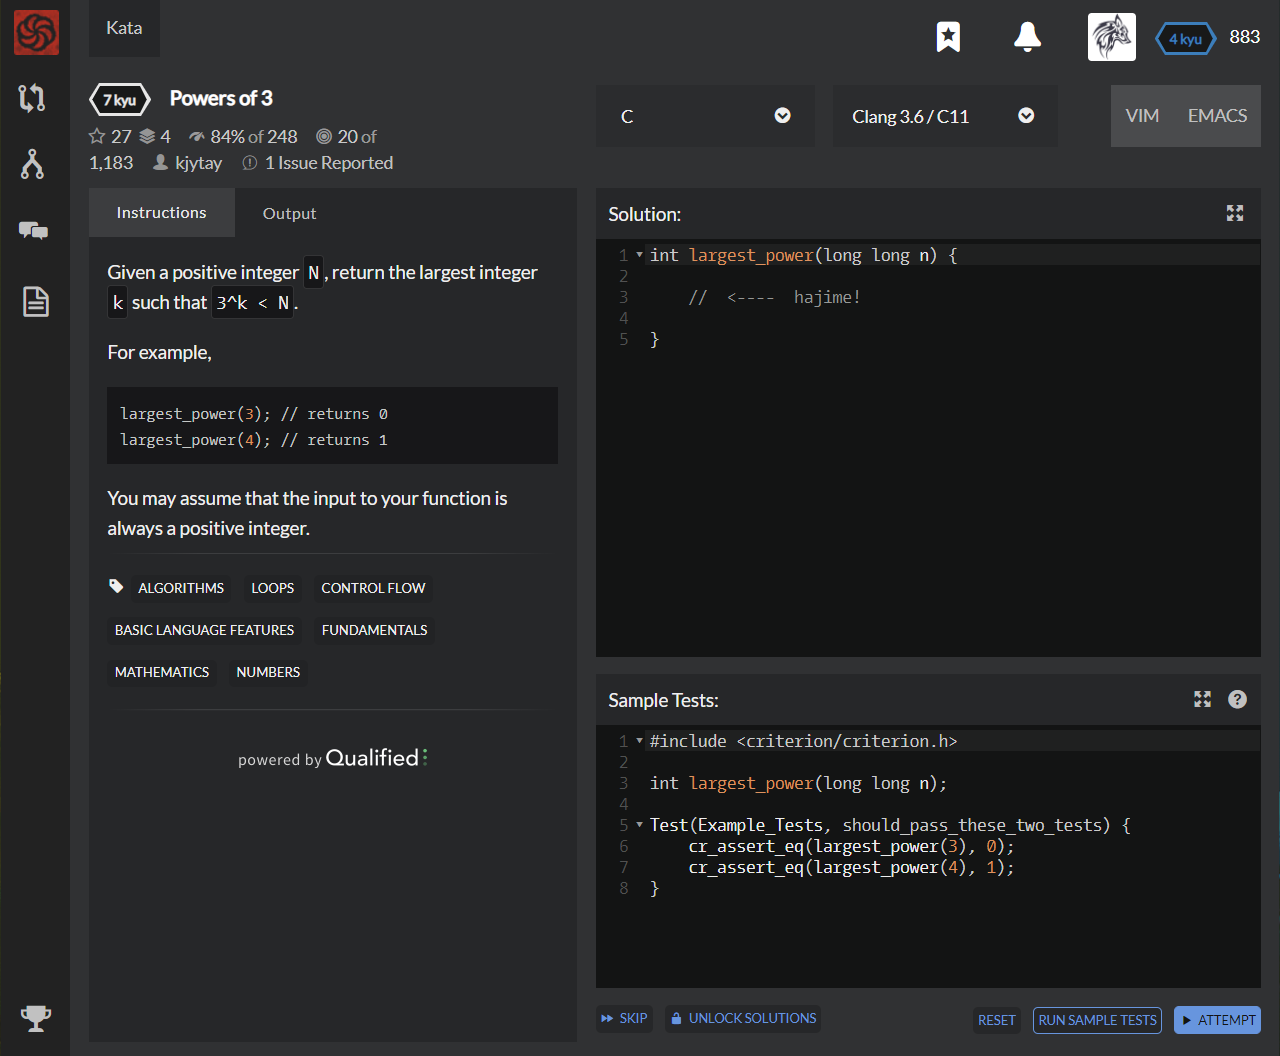 Kata
4 kyu 883
7 kyu Powers of 3
27 4 84% of 248 20 of
1,183 kjytay 1 Issue Reported
C
Clang 3.6 / C11
VIM EMACS
Instructions Output
Given a positive integer N, return the largest integer
k such that 3^k < N.
For example,
largest_power(3); // returns 0
largest_power(4); // returns 1
You may assume that the input to your function is
always a positive integer.
ALGORITHMS LOOPS CONTROL FLOW
BASIC LANGUAGE FEATURES FUNDAMENTALS
MATHEMATICS NUMBERS
powered by Qualified
Solution:
1 int largest_power(long long n) {
2
3 // <---- hajime!
4
5 }
Sample Tests:
?
1 #include <criterion/criterion.h>
2
3 int largest_power(long long n);
4
5 Test(Example_Tests, should_pass_these_two_tests) {
6 cr_assert_eq(largest_power(3), 0);
7 cr_assert_eq(largest_power(4), 1);
8 }
SKIP UNLOCK SOLUTIONS RESET RUN SAMPLE TESTS ATTEMPT